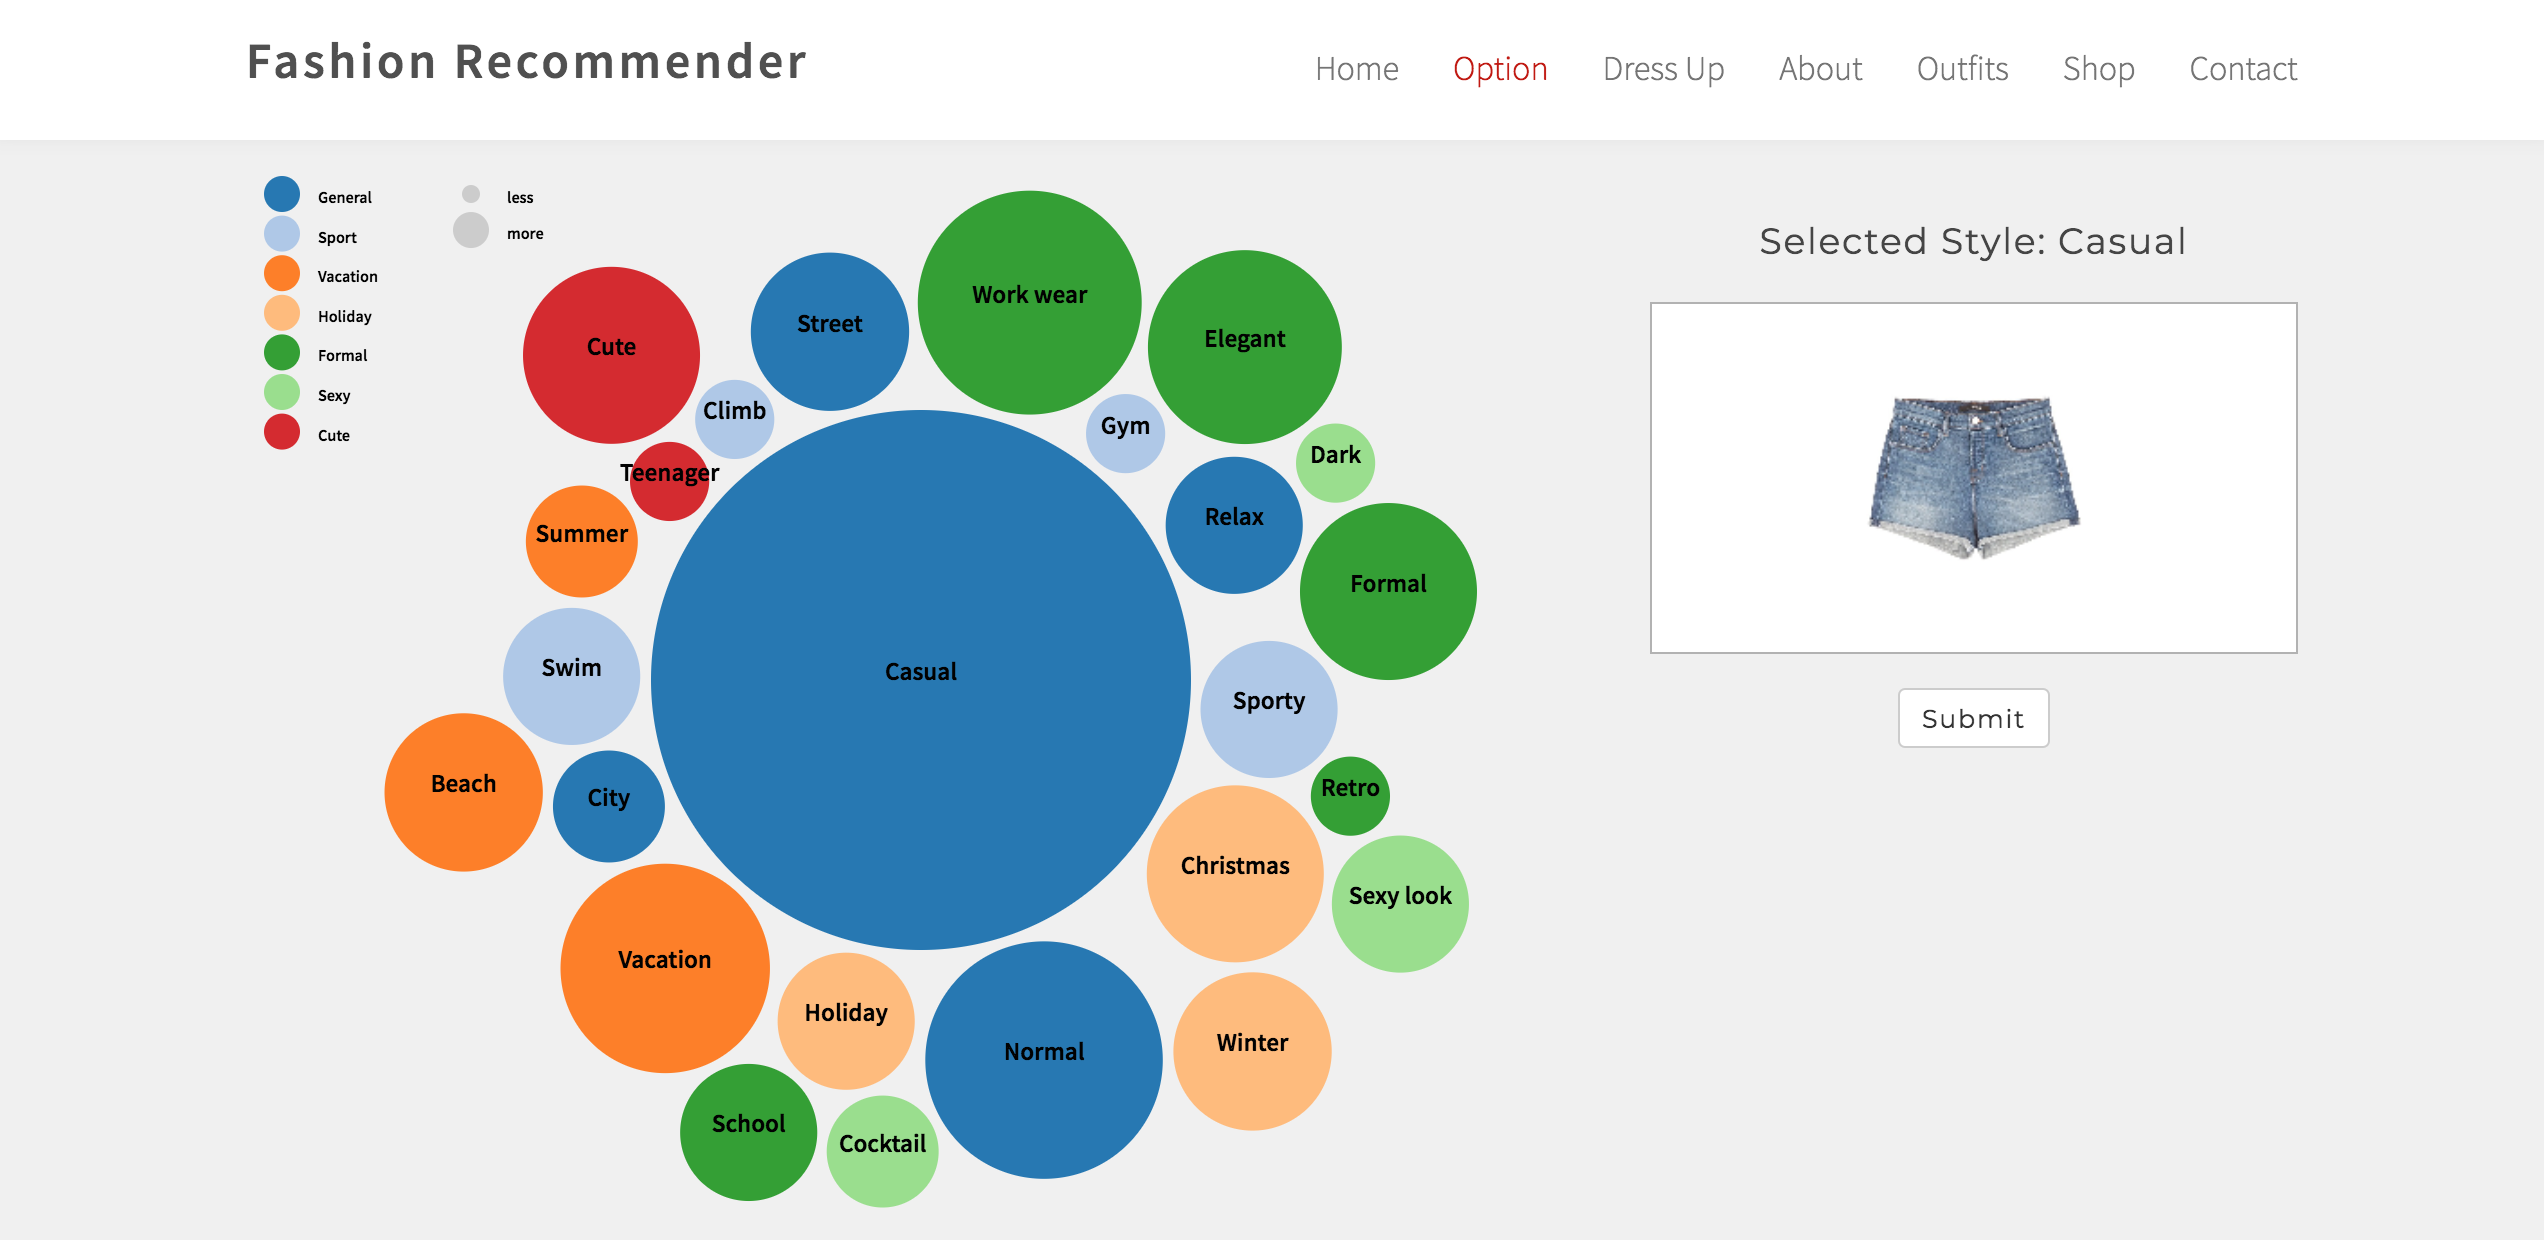 Fashion Recommender
Home Option Dress Up About Outfits Shop Contact
General
Sport
Vacation
Holiday
Formal
Sexy
Cute
less
more
Cute
Street
Work wear
Elegant
Climb
Gym
Teenager
Dark
Summer
Relax
Formal
Swim
Casual
Sporty
Beach
City
Retro
Christmas
Sexy look
Vacation
Holiday
Normal
Winter
School
Cocktail
Selected Style: Casual
Submit